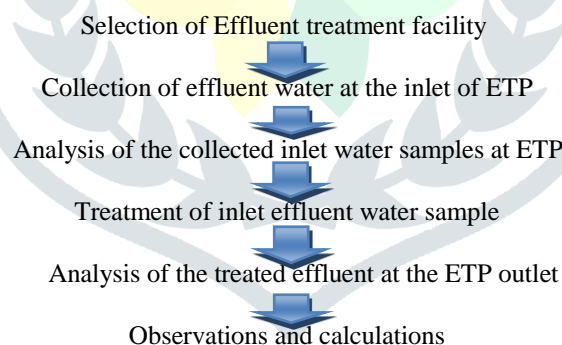 Selection of Effluent treatment facility
Collection of effluent water at the inlet of ETP
Analysis of the collected inlet water samples at ETP
Treatment of inlet effluent water sample
Analysis of the treated effluent at the ETP outlet
Observations and calculations